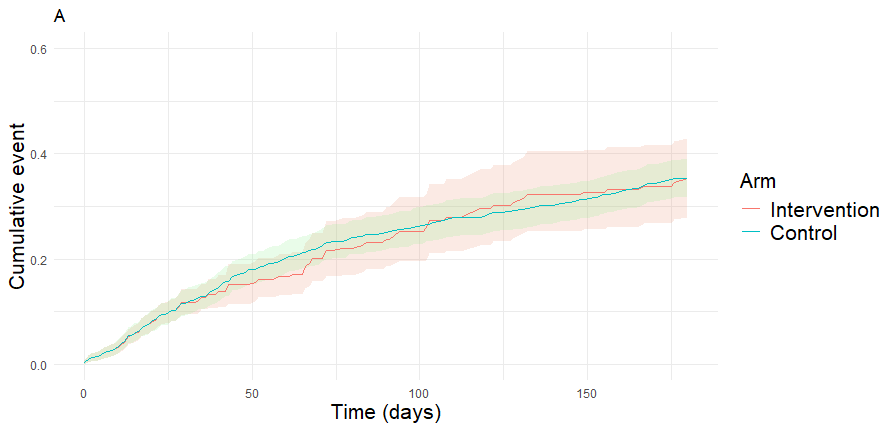 A
Cumulative event
0.6
0.4
0.2
0.0
0
50
100
150
Time (days)
Arm
Intervention
Control